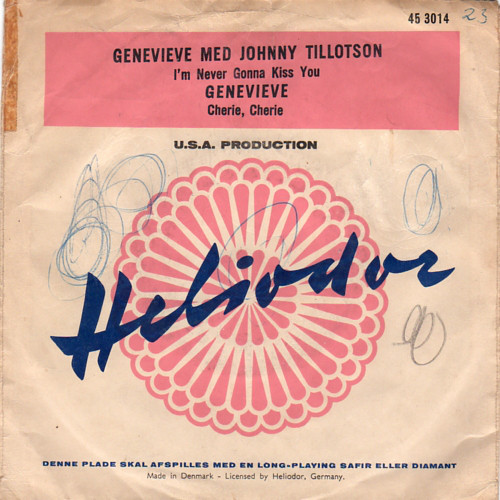 45 3014 23
GENEVIEVE MED JOHNNY TILLOTSON
I'm Never Gonna Kiss You
GENEVIEVE
Cherie, Cherie
U.S.A. PRODUCTION
Heliodor
DENNE PLADE SKAL AFSPILLES MED EN LONG-PLAYING SAFIR ELLER DIAMANT
Made in Denmark - Licensed by Heliodor, Germany.